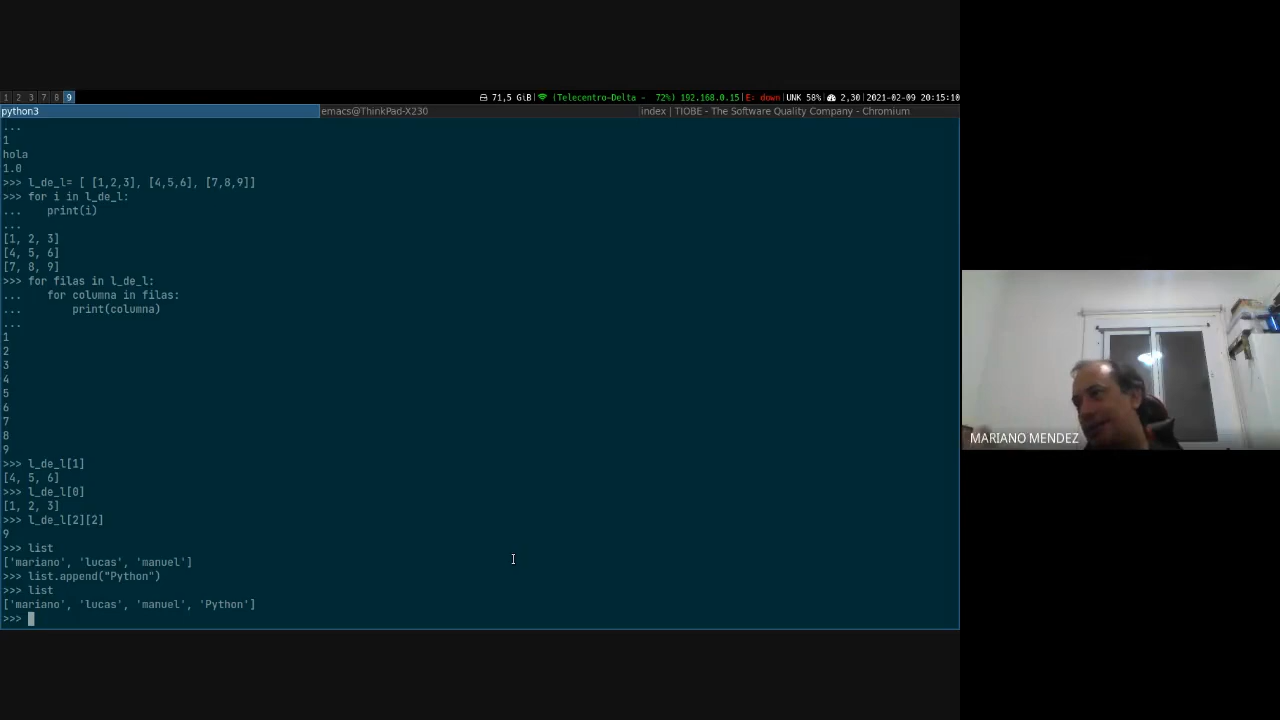 1 2 3 7 8 9
71,5 GiB| (Telecentro-Delta - 72%) 192.168.0.15|E: down|UNK 58%| 2,30|2021-02-09 20:15:10
python3
emacs@ThinkPad-X230
index | TIOBE - The Software Quality Company - Chromium
...
1
hola
1.0
>>> l_de_l= [ [1,2,3], [4,5,6], [7,8,9]]
>>> for i in l_de_l:
...    print(i)
...
[1, 2, 3]
[4, 5, 6]
[7, 8, 9]
>>> for filas in l_de_l:
...    for columna in filas:
...        print(columna)
...
1
2
3
4
5
6
7
8
9
>>> l_de_l[1]
[4, 5, 6]
>>> l_de_l[0]
[1, 2, 3]
>>> l_de_l[2][2]
9
>>> list
['mariano', 'lucas', 'manuel']
>>> list.append("Python")
>>> list
['mariano', 'lucas', 'manuel', 'Python']
>>>
MARIANO MENDEZ